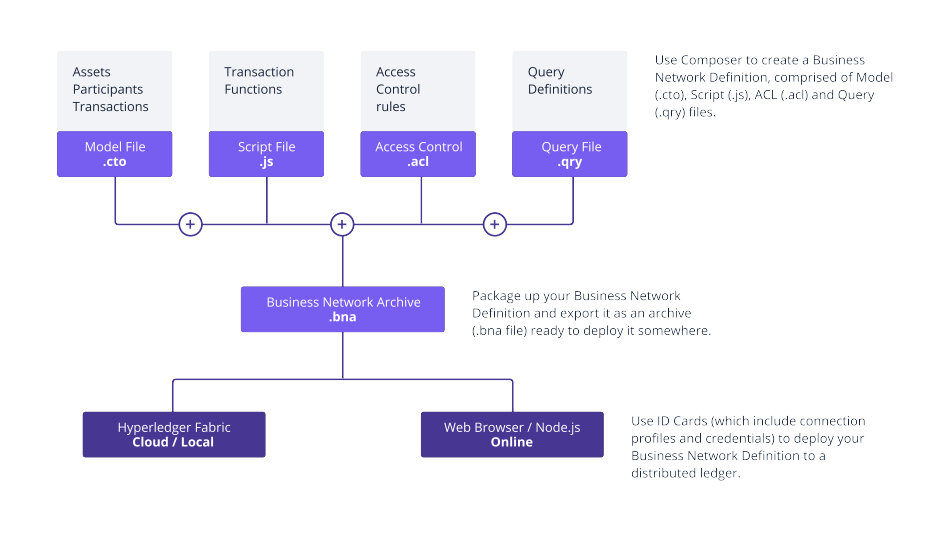 Assets
Participants
Transactions
Model File
.cto
Transaction
Functions
Script File
.js
Access
Control
rules
Access Control
.acl
Query
Definitions
Query File
.qry
Use Composer to create a Business
Network Definition, comprised of Model
(.cto), Script (.js), ACL (.acl) and Query
(.qry) files.
+
+
+
Business Network Archive
.bna
Package up your Business Network
Definition and export it as an archive
(.bna file) ready to deploy it somewhere.
Hyperledger Fabric
Cloud / Local
Web Browser / Node.js
Online
Use ID Cards (which include connection
profiles and credentials) to deploy your
Business Network Definition to a
distributed ledger.